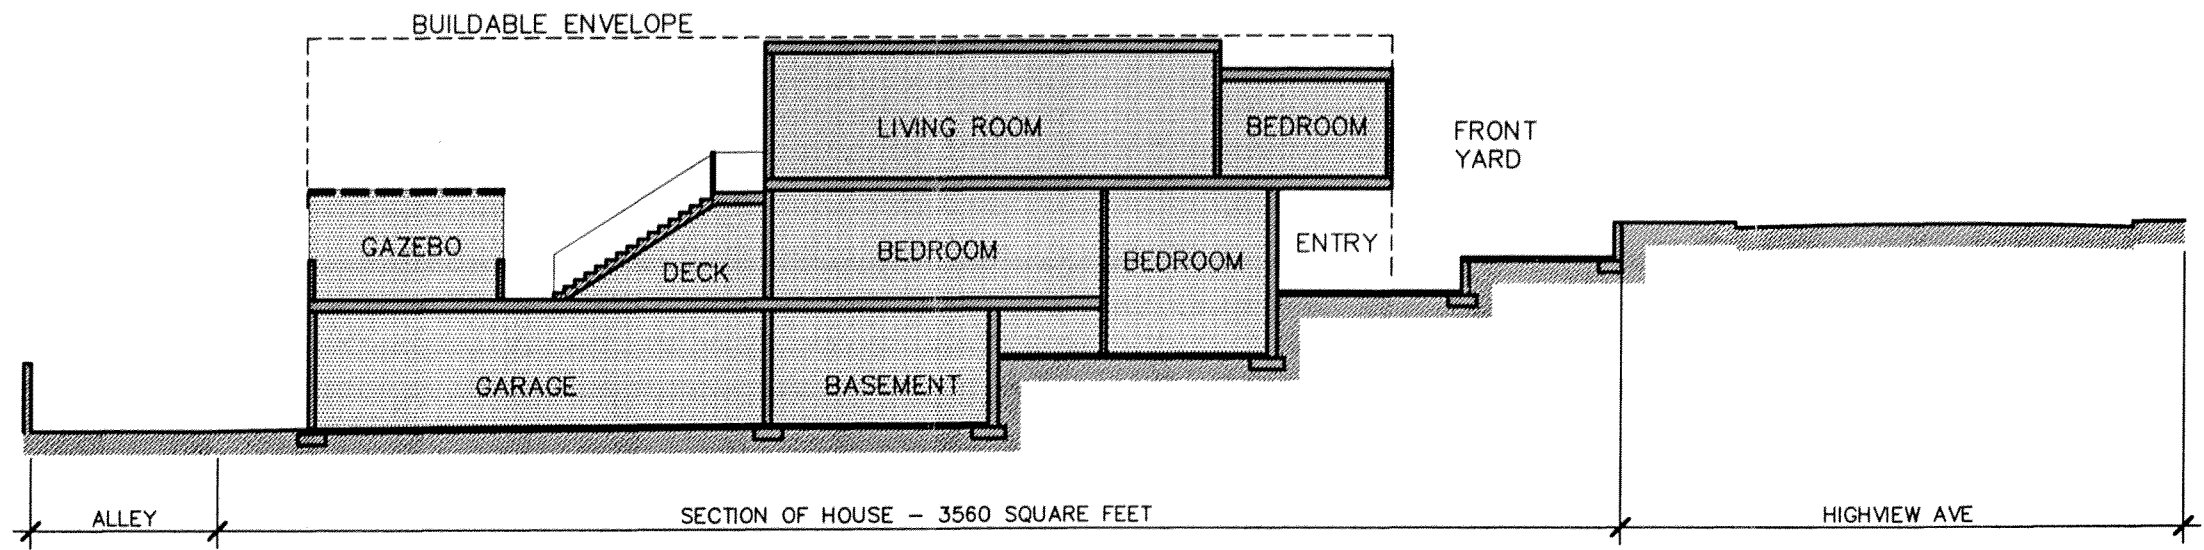 BUILDABLE ENVELOPE
LIVING ROOM
BEDROOM
FRONT
YARD
GAZEBO
DECK
BEDROOM
BEDROOM
ENTRY
GARAGE
BASEMENT
ALLEY
SECTION OF HOUSE - 3560 SQUARE FEET
HIGHVIEW AVE